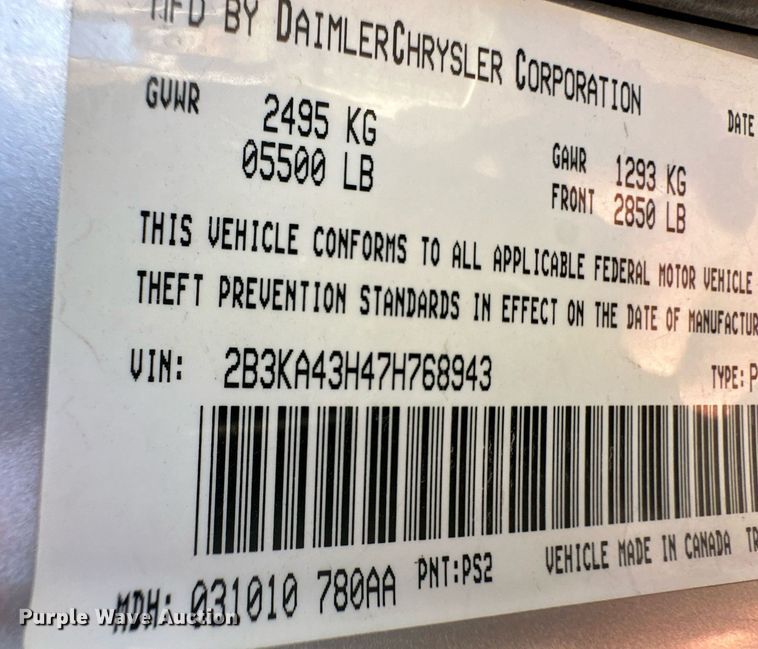 MFD BY DAIMLERCHRYSLER CORPORATION
DATE
GVWR 2495 KG
05500 LB
GAWR 1293 KG
FRONT 2850 LB
THIS VEHICLE CONFORMS TO ALL APPLICABLE FEDERAL MOTOR VEHICLE
THEFT PREVENTION STANDARDS IN EFFECT ON THE DATE OF MANUFACTUR
VIN: 2B3KA43H47H768943
TYPE: P
MDH: 031010 780AA PNT:PS2 VEHICLE MADE IN CANADA TR
Purple Wave Auction